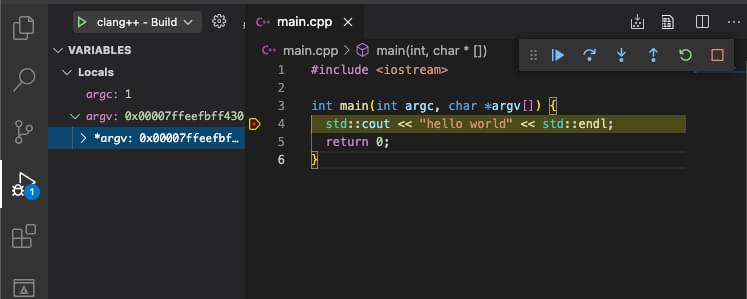 clang++ - Build
VARIABLES
Locals
argc: 1
argv: 0x00007ffeefbff430
*argv: 0x00007ffeefbf…
1
main.cpp
main.cpp > main(int, char * [])
1 #include <iostream>
2
3 int main(int argc, char *argv[]) {
4 std::cout << "hello world" << std::endl;
5 return 0;
6 }